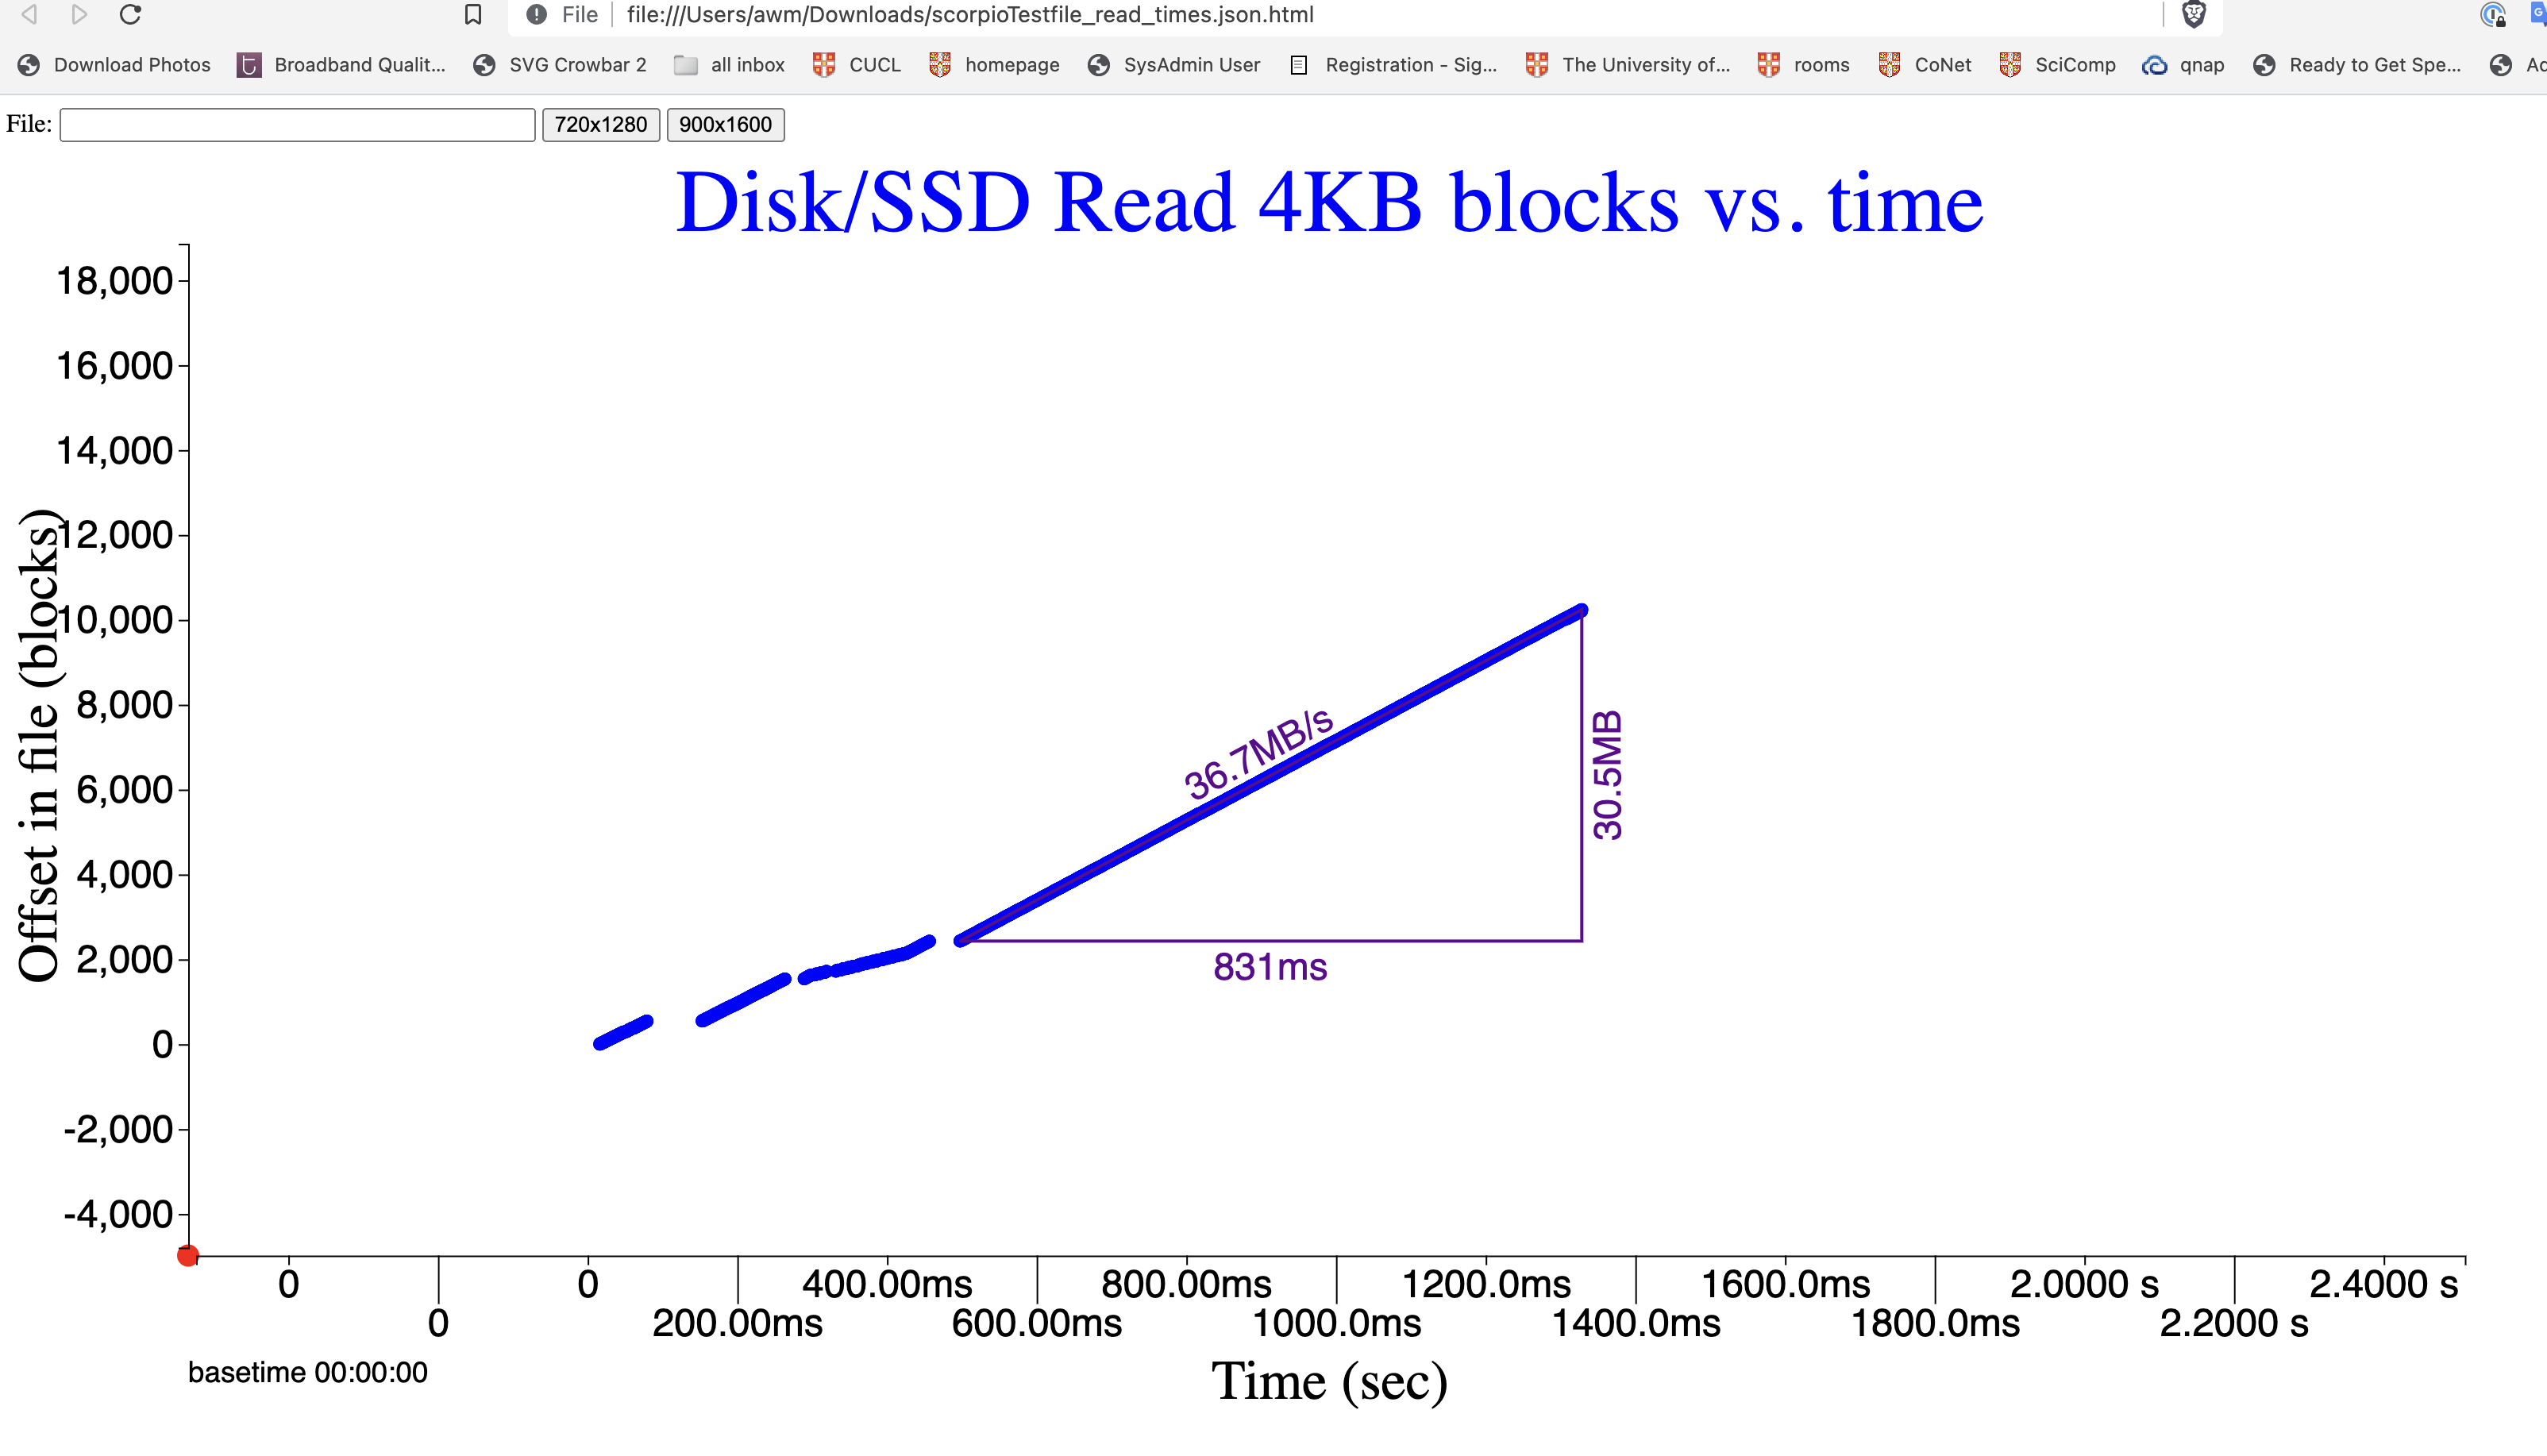 File file:///Users/awm/Downloads/scorpioTestfile_read_times.json.html
Download Photos Broadband Qualit... SVG Crowbar 2 all inbox CUCL homepage SysAdmin User Registration - Sig... The University of... rooms CoNet SciComp qnap Ready to Get Spe...
File: 720x1280 900x1600
Disk/SSD Read 4KB blocks vs. time
Offset in file (blocks)
18,000
16,000
14,000
12,000
10,000
8,000
6,000
4,000
2,000
0
-2,000
-4,000
36.7MB/s
30.5MB
831ms
0 0 400.00ms 800.00ms 1200.0ms 1600.0ms 2.0000 s 2.4000 s
0 200.00ms 600.00ms 1000.0ms 1400.0ms 1800.0ms 2.2000 s
basetime 00:00:00
Time (sec)